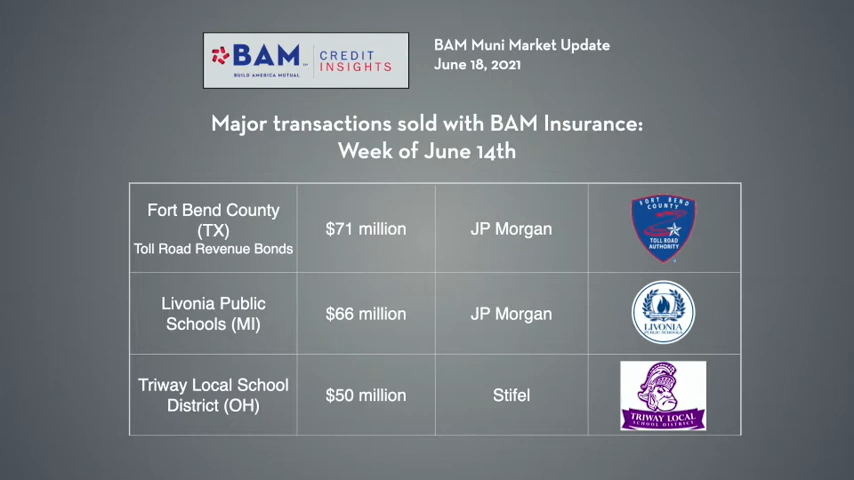 BAM
BUILD AMERICA MUTUAL
CREDIT
INSIGHTS
BAM Muni Market Update
June 18, 2021
Major transactions sold with BAM Insurance:
Week of June 14th
Fort Bend County
(TX)
Toll Road Revenue Bonds
$71 million
JP Morgan
FORT BEND
COUNTY
TOLL ROAD
AUTHORITY
Livonia Public
Schools (MI)
$66 million
JP Morgan
LIVONIA
PUBLIC SCHOOLS
Triway Local School
District (OH)
$50 million
Stifel
TRIWAY LOCAL
SCHOOL DISTRICT